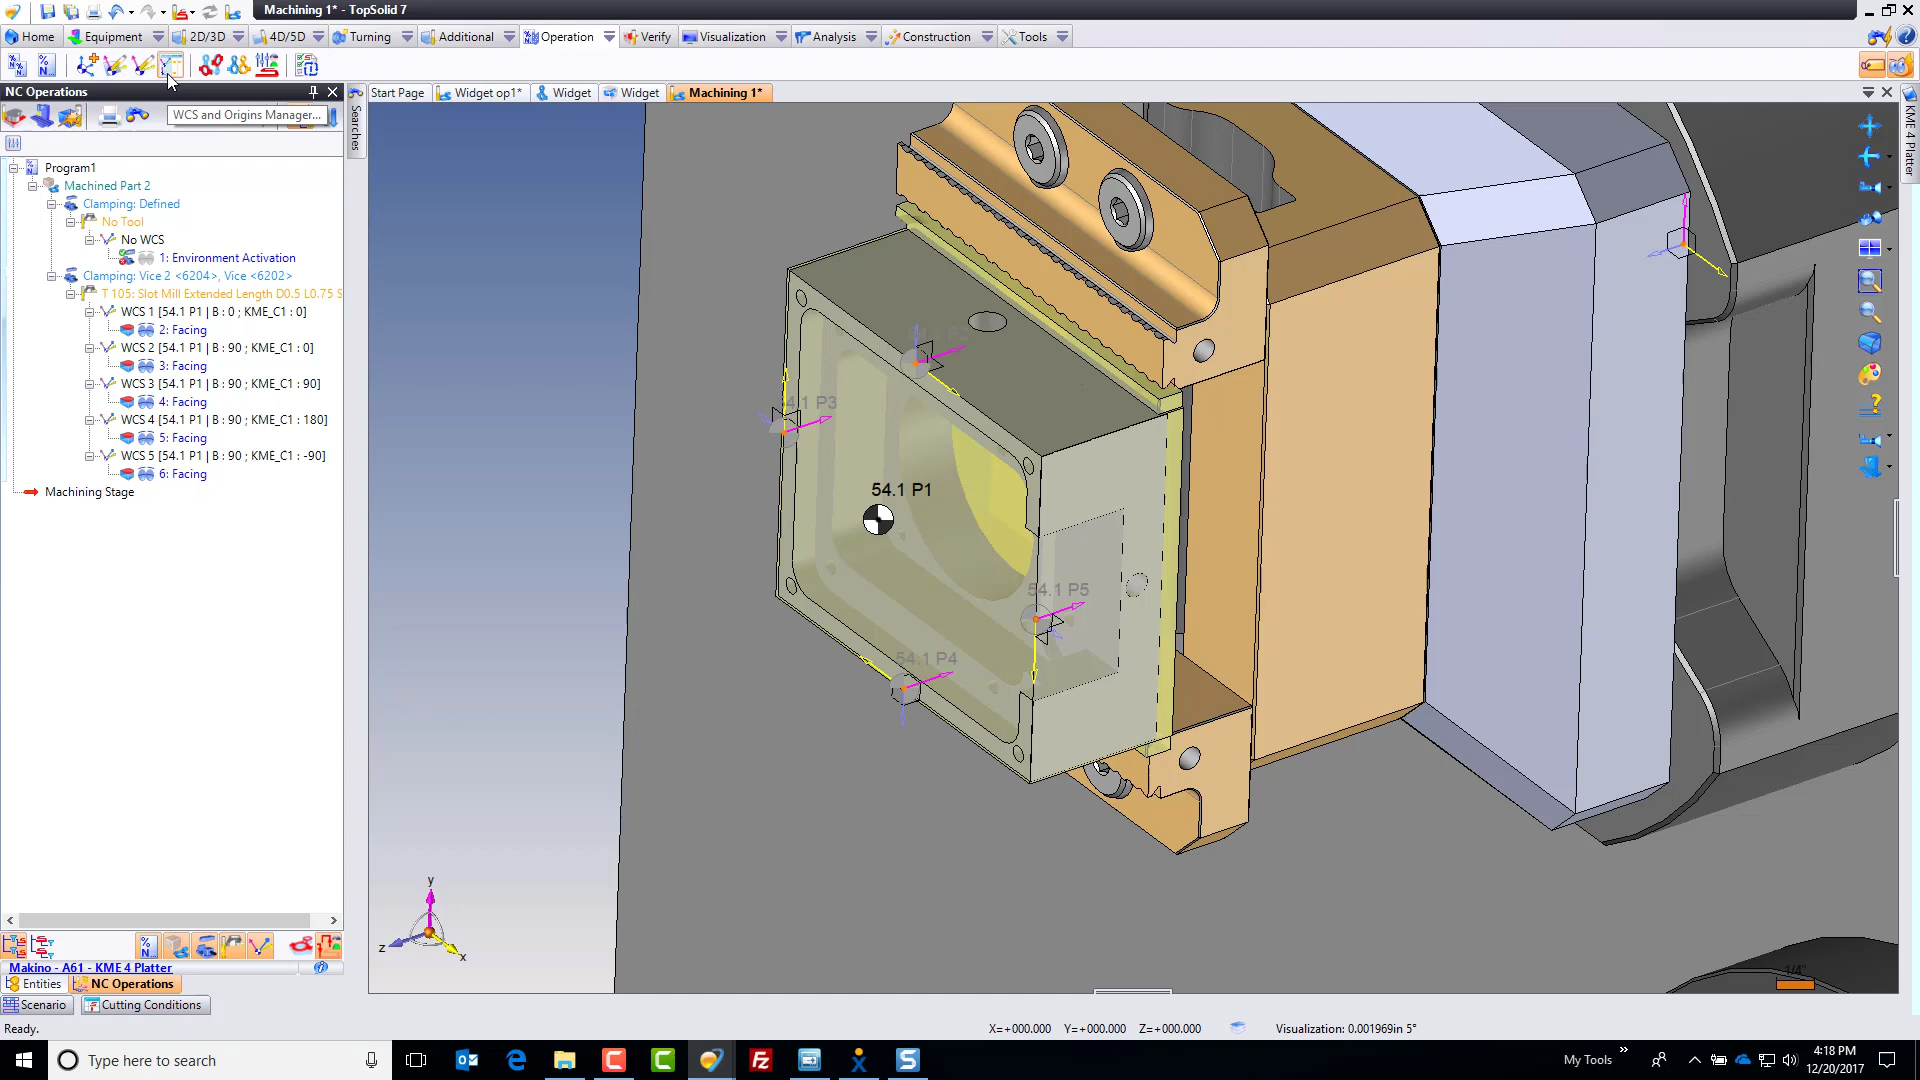 Machining 1* - TopSolid 7
Home Equipment 2D/3D 4D/5D Turning Additional Operation Verify Visualization Analysis Construction Tools
NC Operations
WCS and Origins Manager...
Searches
Start Page Widget op1* Widget Widget Machining 1*
KME 4 Platter
Program1
Machined Part 2
Clamping: Defined
No Tool
No WCS
1: Environment Activation
Clamping: Vice 2 <6204>, Vice <6202>
T 105: Slot Mill Extended Length D0.5 L0.75 S
WCS 1 [54.1 P1 | B : 0 ; KME_C1 : 0]
2: Facing
WCS 2 [54.1 P1 | B : 90 ; KME_C1 : 0]
3: Facing
WCS 3 [54.1 P1 | B : 90 ; KME_C1 : 90]
4: Facing
WCS 4 [54.1 P1 | B : 90 ; KME_C1 : 180]
5: Facing
WCS 5 [54.1 P1 | B : 90 ; KME_C1 : -90]
6: Facing
Machining Stage
54.1 P3
54.1 P1
54.1 P5
54.1 P4
y
z
x
1/4"
Makino - A61 - KME 4 Platter
Entities NC Operations
Scenario Cutting Conditions
Ready.
X=+000.000 Y=+000.000 Z=+000.000 Visualization: 0.001969in 5°
Type here to search
My Tools
4:18 PM
12/20/2017